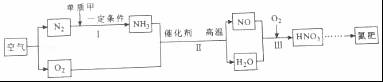 单质甲
N₂ 一定条件 NH₃ 催化剂 高温 NO O₂
空气 Ⅰ Ⅱ Ⅲ HNO₃ …… 氮肥
O₂ H₂O